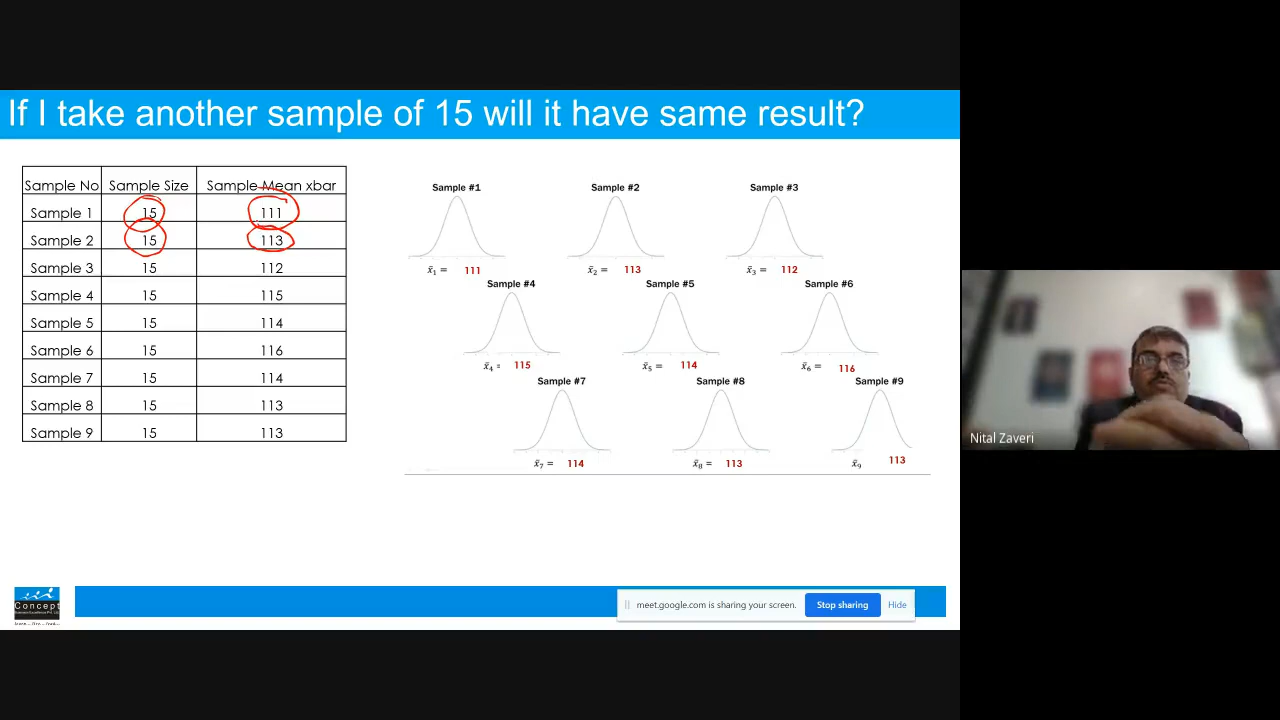 If I take another sample of 15 will it have same result?
Sample No Sample Size Sample Mean xbar
Sample 1 15 111
Sample 2 15 113
Sample 3 15 112
Sample 4 15 115
Sample 5 15 114
Sample 6 15 116
Sample 7 15 114
Sample 8 15 113
Sample 9 15 113
Sample #1 Sample #2 Sample #3
x̄₁ = 111 x̄₂ = 113 x̄₃ = 112
Sample #4 Sample #5 Sample #6
x̄₄ = 115 x̄₅ = 114 x̄₆ = 116
Sample #7 Sample #8 Sample #9
x̄₇ = 114 x̄₈ = 113 x̄₉ 113
Nital Zaveri
Concept
meet.google.com is sharing your screen. Stop sharing Hide